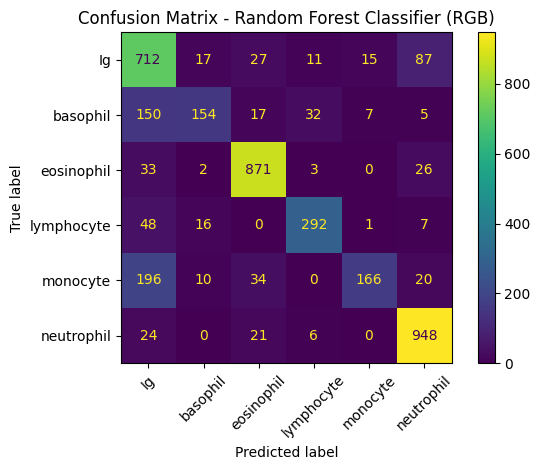 Confusion Matrix - Random Forest Classifier (RGB)
Ig 712 17 27 11 15 87
basophil 150 154 17 32 7 5
eosinophil 33 2 871 3 0 26
lymphocyte 48 16 0 292 1 7
monocyte 196 10 34 0 166 20
neutrophil 24 0 21 6 0 948
Ig basophil eosinophil lymphocyte monocyte neutrophil
True label
Predicted label
800
600
400
200
0